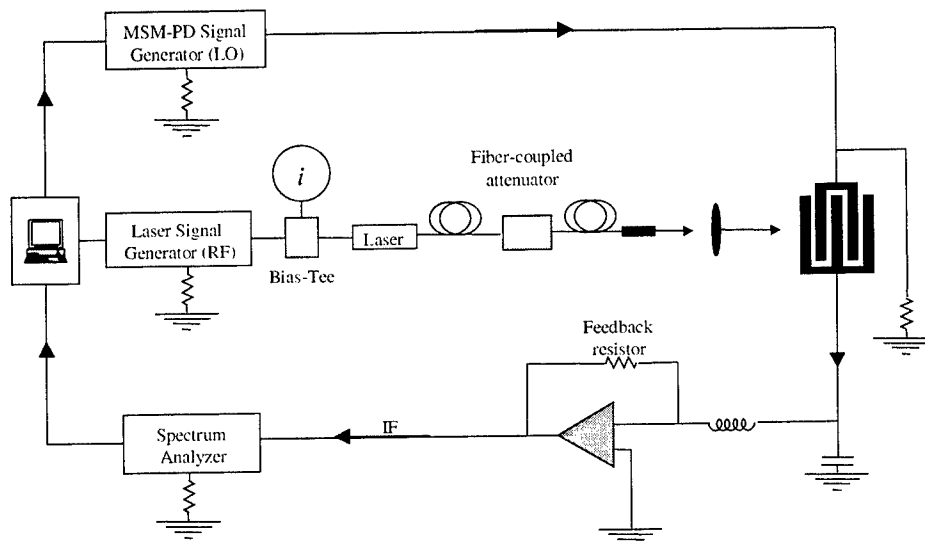 MSM-PD Signal
Generator (LO)
Fiber-coupled
attenuator
i
Laser Signal
Generator (RF)
Laser
Bias-Tee
Feedback
resistor
IF
Spectrum
Analyzer